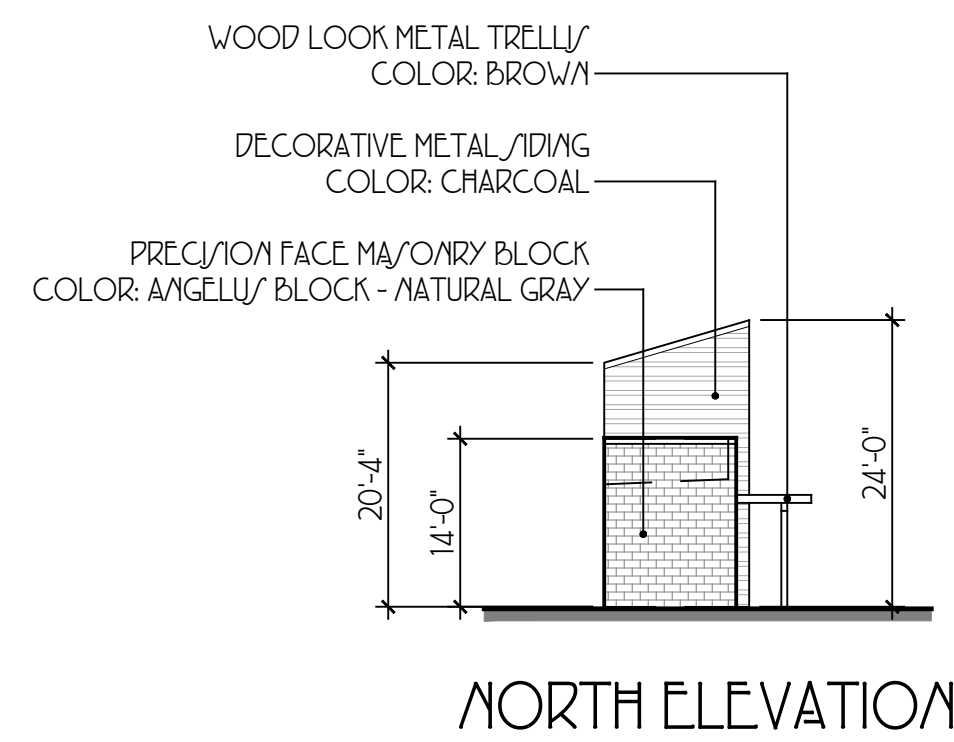 WOOD LOOK METAL TRELLIS
COLOR: BROWN
DECORATIVE METAL SIDING
COLOR: CHARCOAL
PRECISION FACE MASONRY BLOCK
COLOR: ANGELUS BLOCK - NATURAL GRAY
20'-4"
14'-0"
24'-0"
NORTH ELEVATION